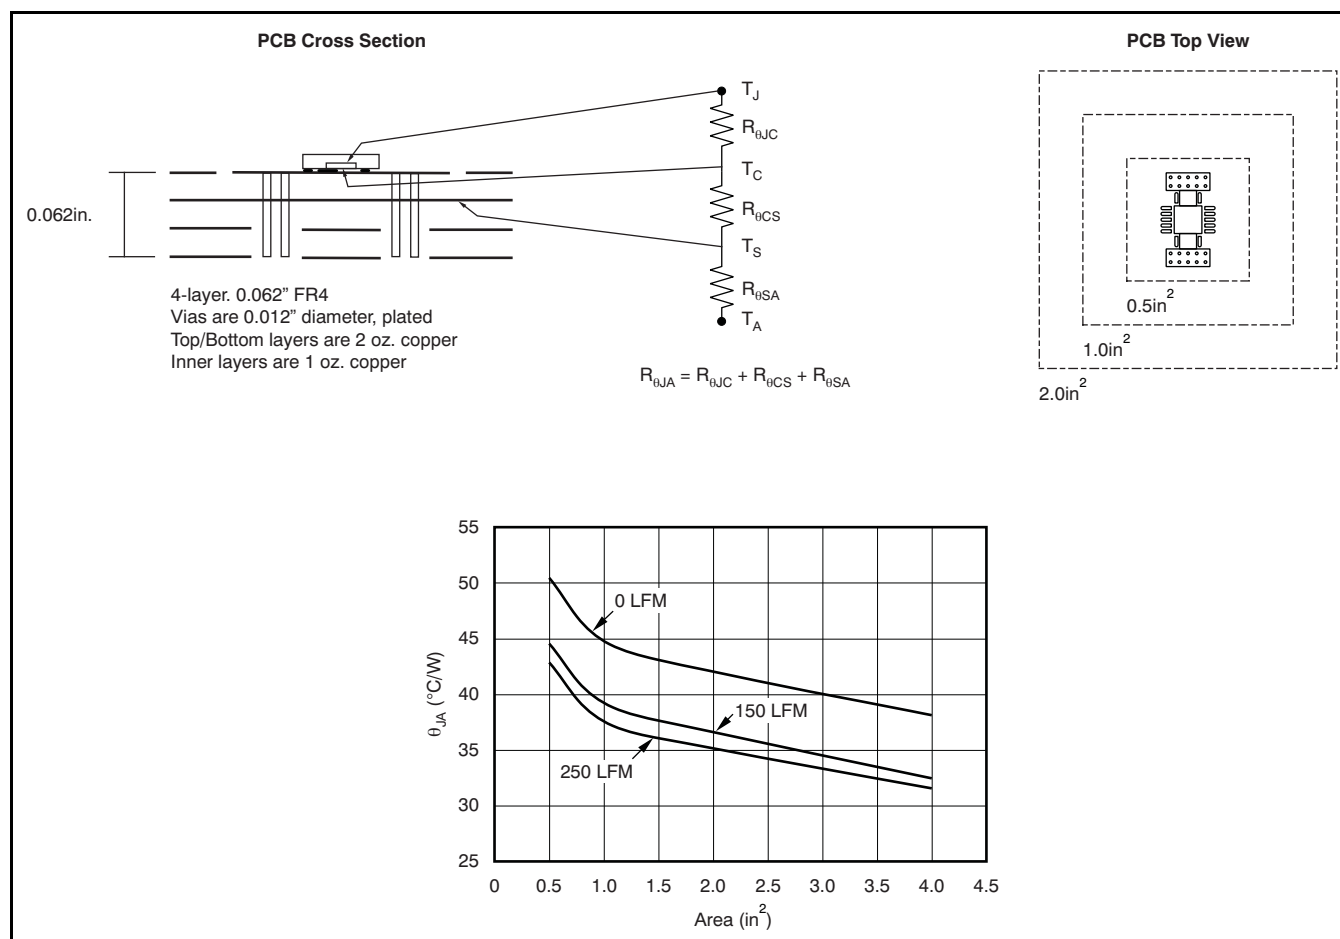 PCB Cross Section
PCB Top View
T_J
R_θJC
T_C
R_θCS
T_S
R_θSA
T_A
0.062in.
4-layer. 0.062” FR4
Vias are 0.012” diameter, plated
Top/Bottom layers are 2 oz. copper
Inner layers are 1 oz. copper
R_θJA = R_θJC + R_θCS + R_θSA
0.5in²
1.0in²
2.0in²
55
50
45
40
35
30
25
θ_JA (°C/W)
0 LFM
150 LFM
250 LFM
0 0.5 1.0 1.5 2.0 2.5 3.0 3.5 4.0 4.5
Area (in²)